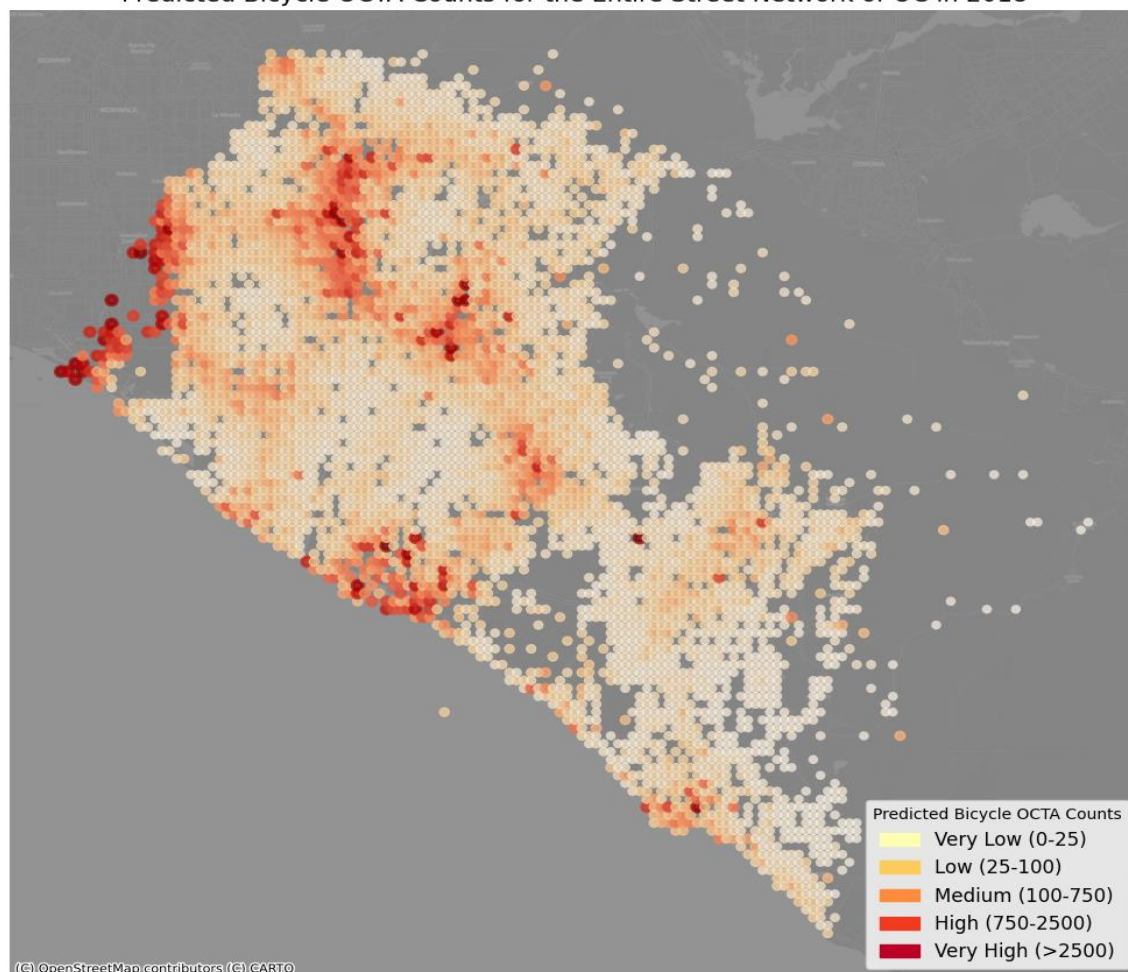 Predicted Bicycle OCTA Counts for the Entire Street Network of OC in 2018
Predicted Bicycle OCTA Counts
Very Low (0-25)
Low (25-100)
Medium (100-750)
High (750-2500)
Very High (>2500)
(C) OpenStreetMap contributors (C) CARTO